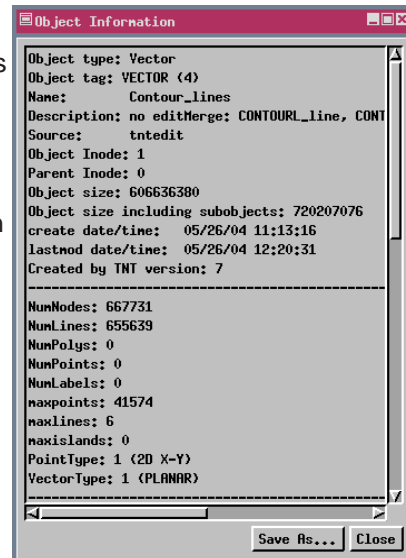 Object Information
Object type: Vector
Object tag: VECTOR (4)
Name: Contour_lines
Description: no editMerge: CONTOURL_line, CONT
Source: tntedit
Object Inode: 1
Parent Inode: 0
Object size: 606636380
Object size including subobjects: 720207076
create date/time: 05/26/04 11:13:16
lastmod date/time: 05/26/04 12:20:31
Created by TNT version: 7
NumNodes: 667731
NumLines: 655639
NumPolys: 0
NumPoints: 0
NumLabels: 0
maxpoints: 41574
maxlines: 6
maxislands: 0
PointType: 1 (2D X-Y)
VectorType: 1 (PLANAR)
Save As... Close